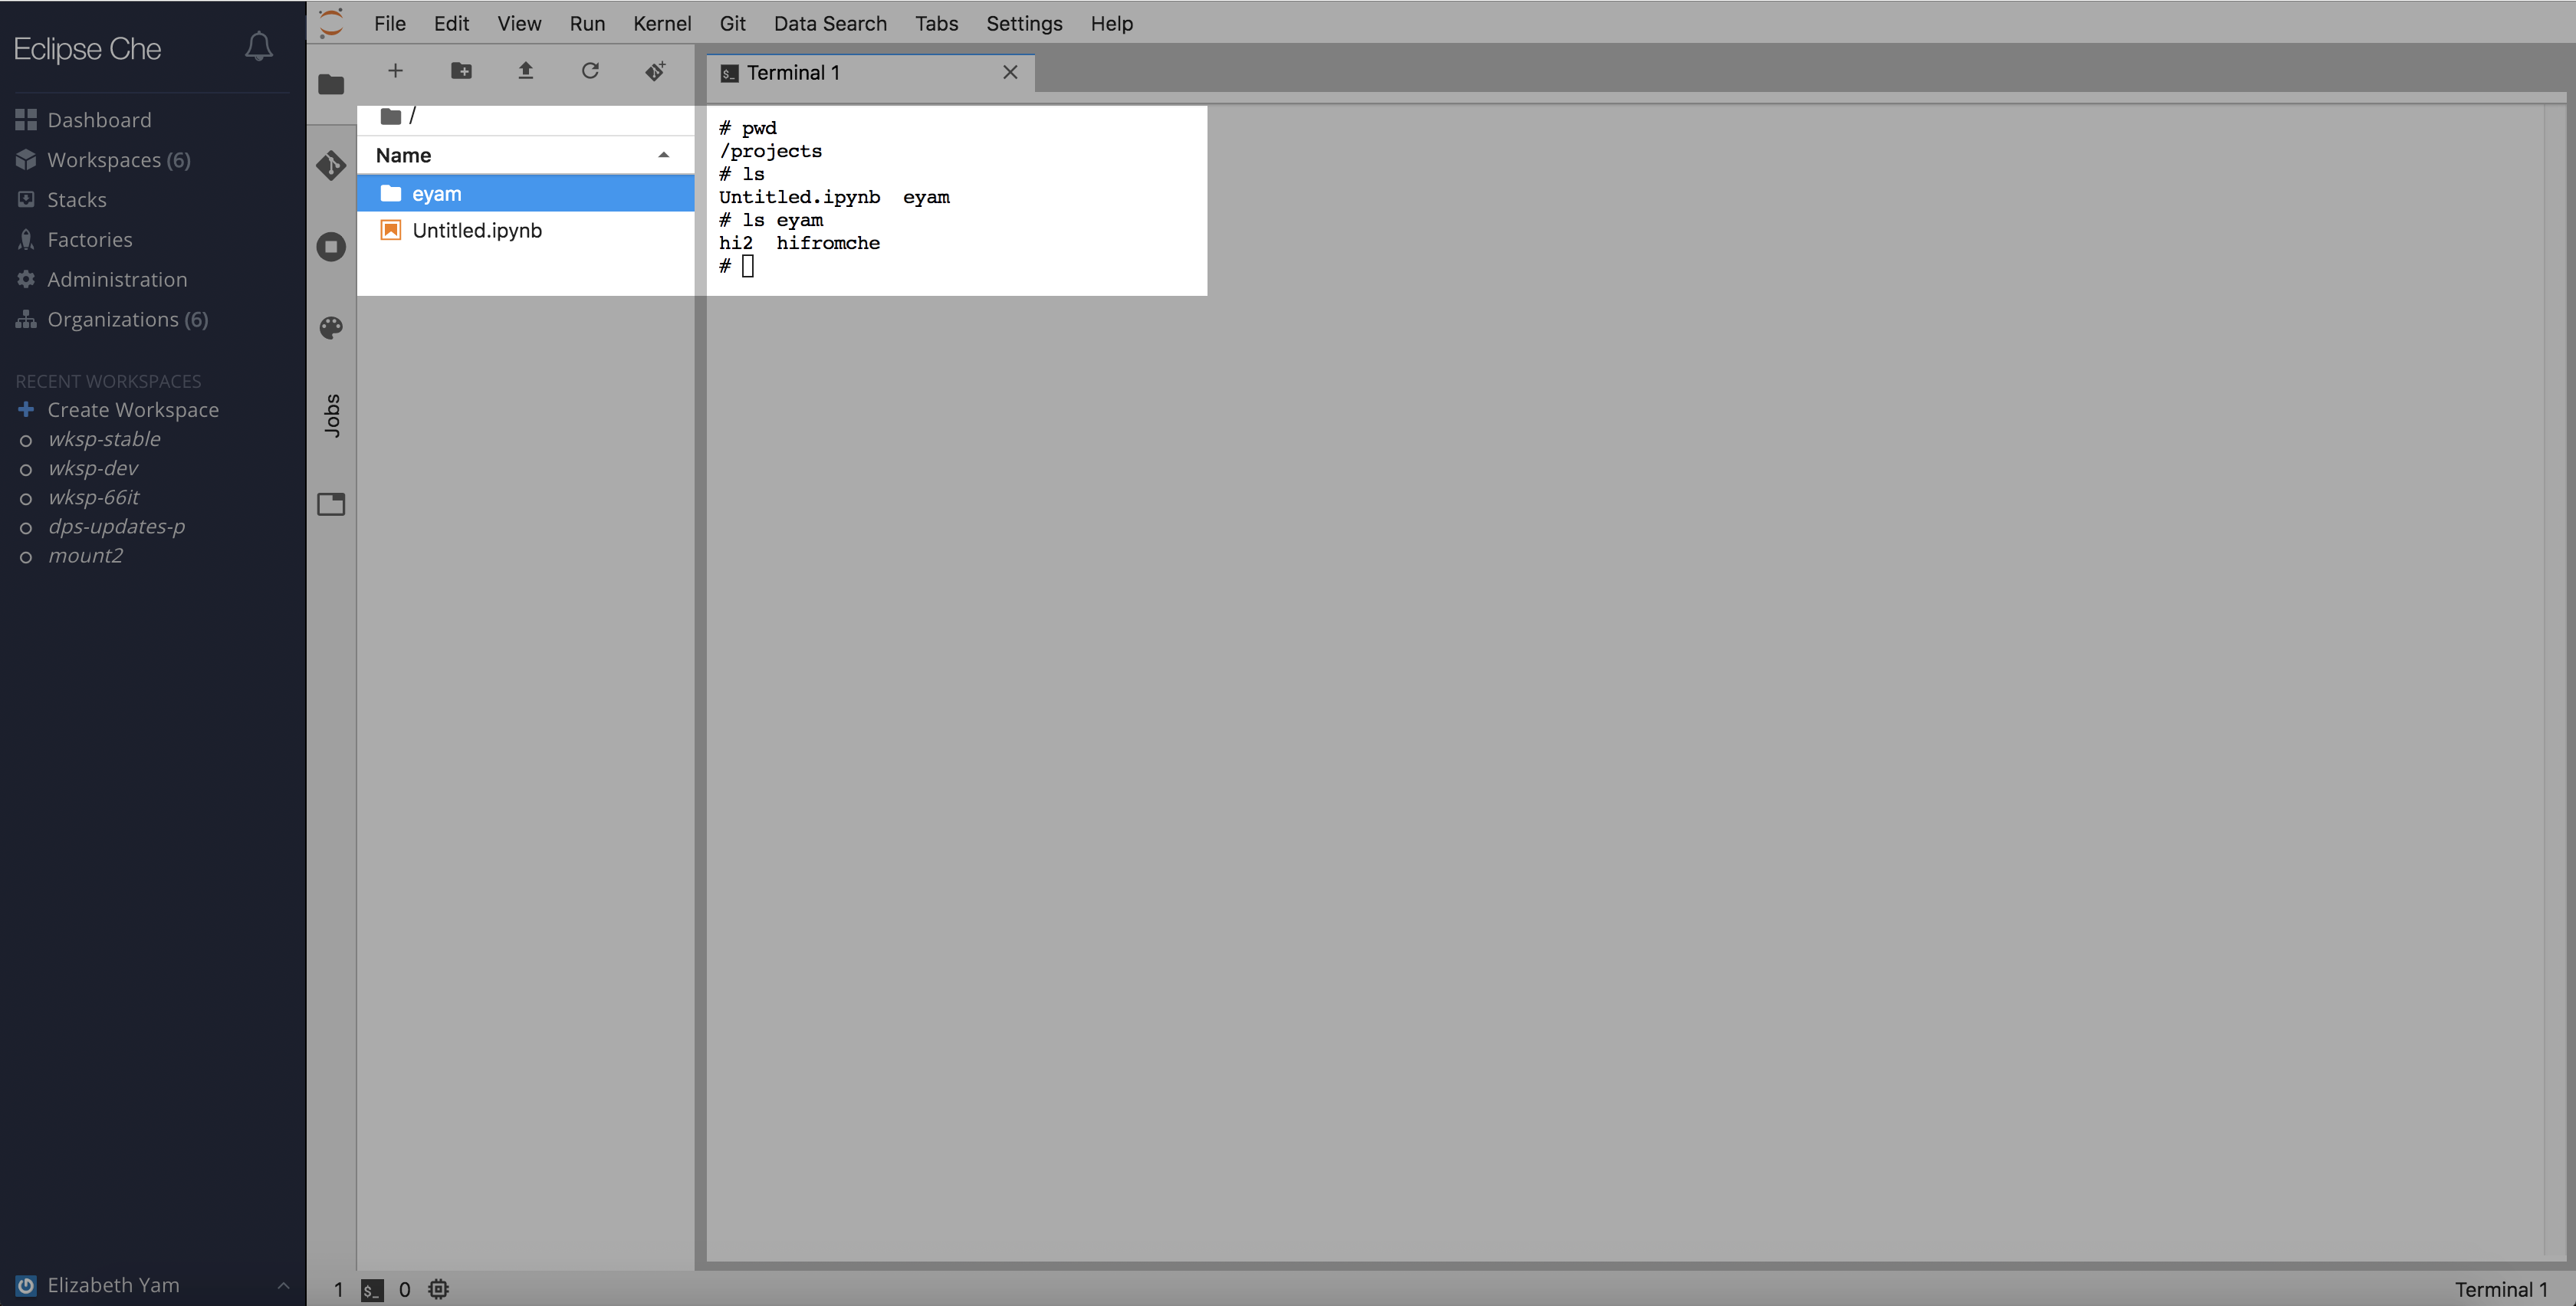 Eclipse Che
Dashboard
Workspaces (6)
Stacks
Factories
Administration
Organizations (6)
RECENT WORKSPACES
Create Workspace
wksp-stable
wksp-dev
wksp-66it
dps-updates-p
mount2
Elizabeth Yam
File Edit View Run Kernel Git Data Search Tabs Settings Help
Jobs
/
Name
eyam
Untitled.ipynb
$_ Terminal 1
# pwd
/projects
# ls
Untitled.ipynb eyam
# ls eyam
hi2 hifromche
#
1 $_ 0
Terminal 1